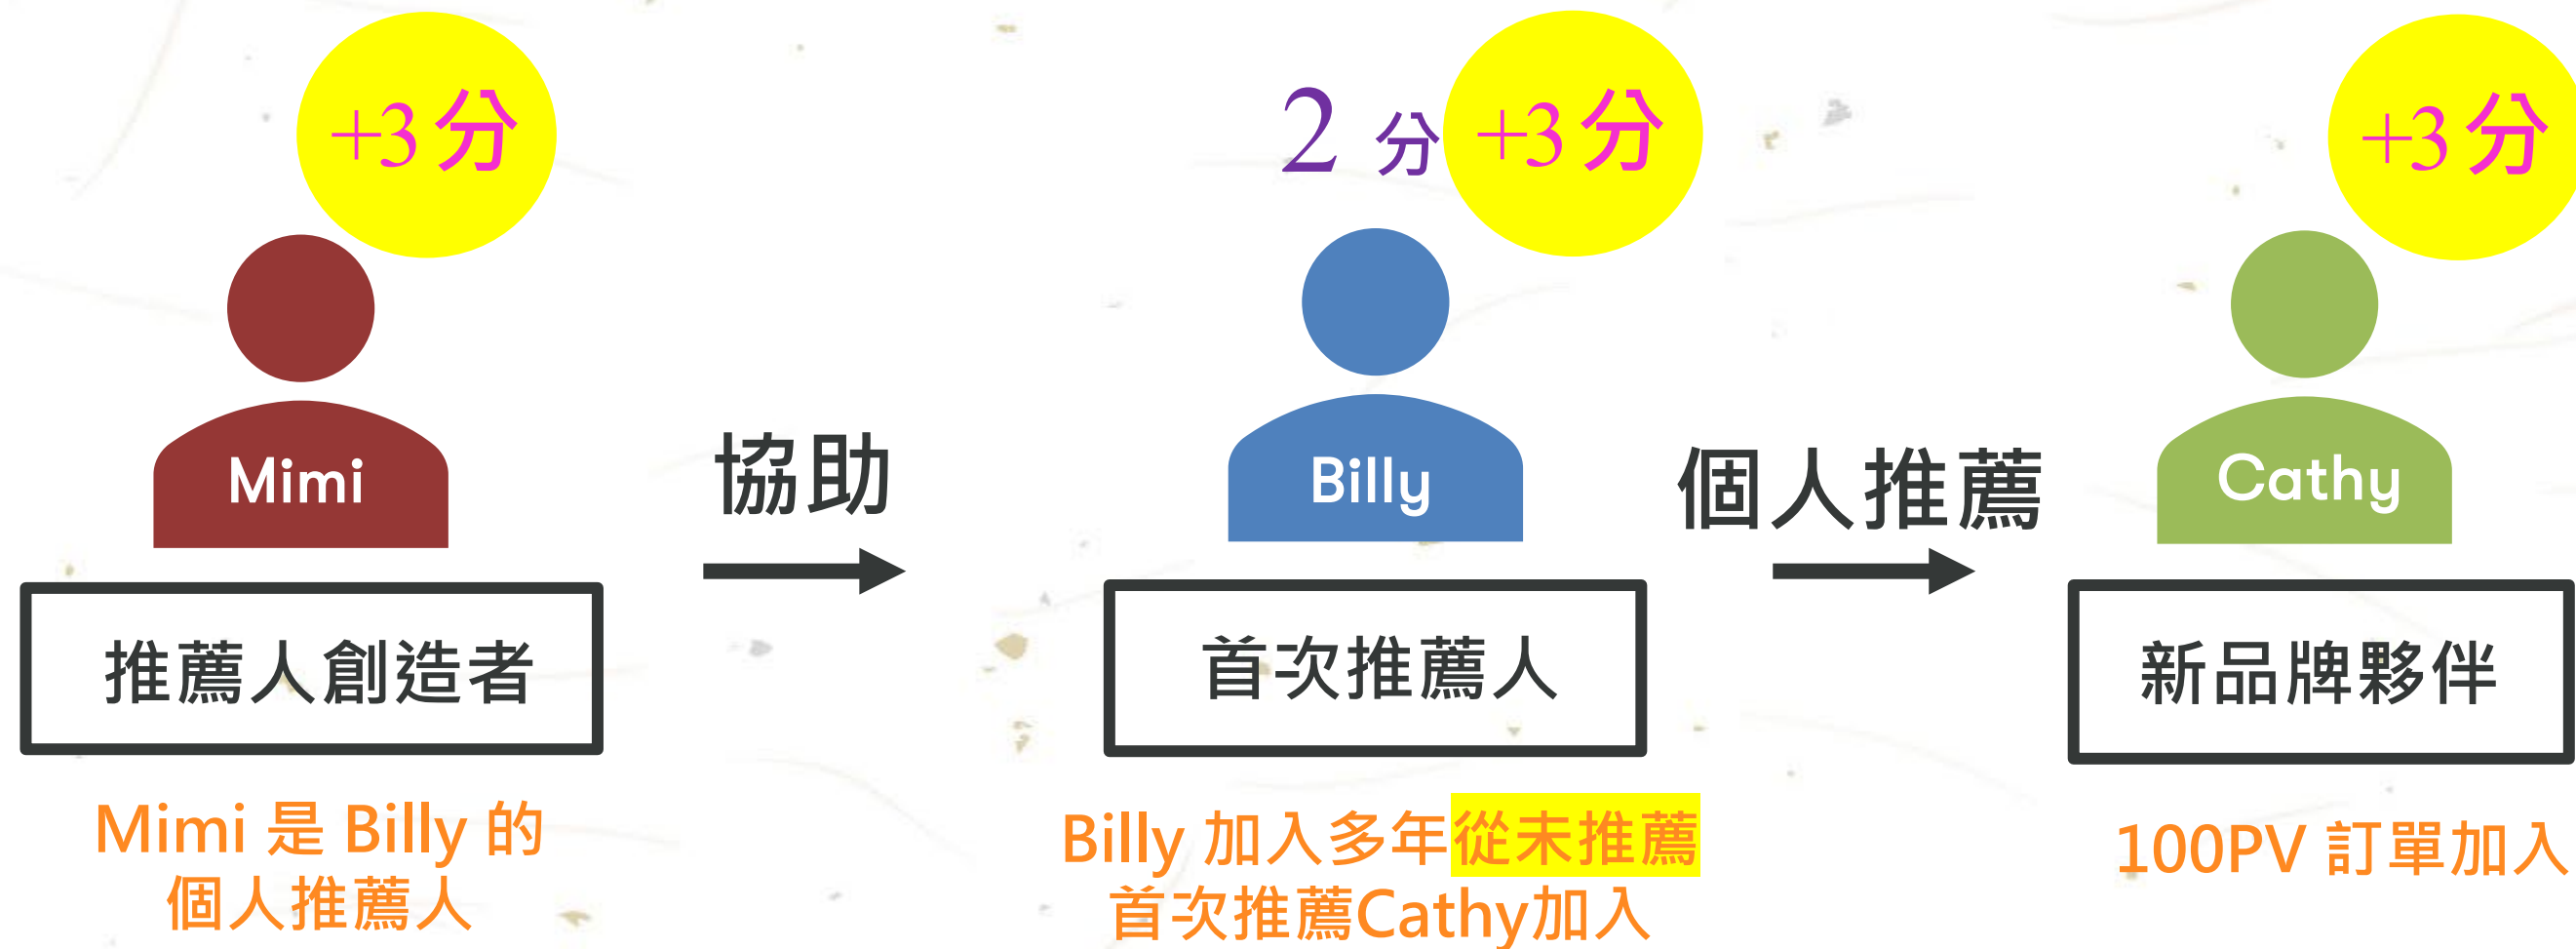 +3分
2 分 +3分
+3分
Mimi
協助
Billy
個人推薦
Cathy
推薦人創造者
首次推薦人
新品牌夥伴
Mimi 是 Billy 的
個人推薦人
Billy 加入多年從未推薦
首次推薦Cathy加入
100PV 訂單加入